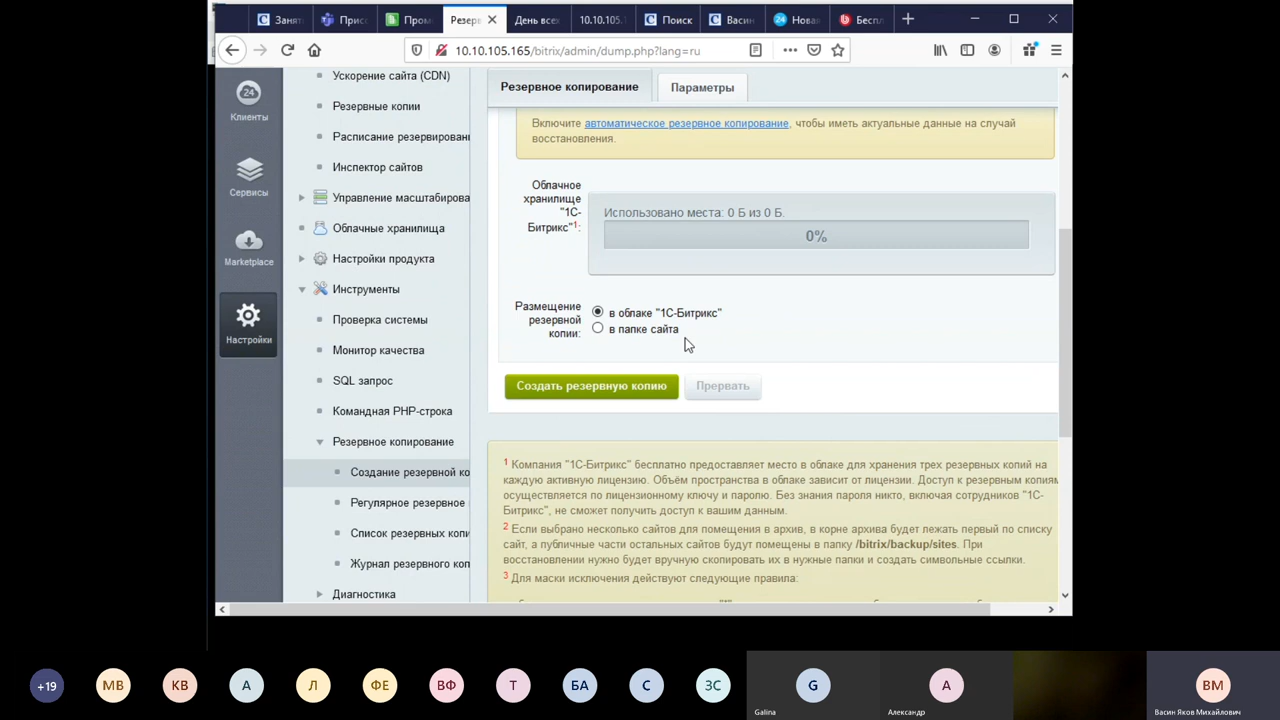 Занят
Присо
Пром
Резерв
День всех
10.10.105.
Поиск
Васин
Новая
Беспл
10.10.105.165/bitrix/admin/dump.php?lang=ru
24
Клиенты
Сервисы
Marketplace
Настройки
Ускорение сайта (CDN)
Резервные копии
Расписание резервирован
Инспектор сайтов
Управление масштабирова
Облачные хранилища
Настройки продукта
Инструменты
Проверка системы
Монитор качества
SQL запрос
Командная PHP-строка
Резервное копирование
Создание резервной ко
Регулярное резервное
Список резервных копи
Журнал резервного коп
Диагностика
Резервное копирование
Параметры
Включите автоматическое резервное копирование, чтобы иметь актуальные данные на случай
восстановления.
Облачное
хранилище
"1С-
Битрикс"1:
Использовано места: 0 Б из 0 Б.
0%
Размещение
резервной
копии:
в облаке "1С-Битрикс"
в папке сайта
Создать резервную копию
Прервать
1 Компания "1С-Битрикс" бесплатно предоставляет место в облаке для хранения трех резервных копий на
каждую активную лицензию. Объём пространства в облаке зависит от лицензии. Доступ к резервным копиям
осуществляется по лицензионному ключу и паролю. Без знания пароля никто, включая сотрудников "1С-
Битрикс", не сможет получить доступ к вашим данным.
2 Если выбрано несколько сайтов для помещения в архив, в корне архива будет лежать первый по списку
сайт, а публичные части остальных сайтов будут помещены в папку /bitrix/backup/sites. При
восстановлении нужно будет вручную скопировать их в нужные папки и создать символьные ссылки.
3 Для маски исключения действуют следующие правила:
+19
МВ
КВ
А
Л
ФЕ
ВФ
Т
БА
С
ЗС
G
Galina
А
Александр
ВМ
Васин Яков Михайлович